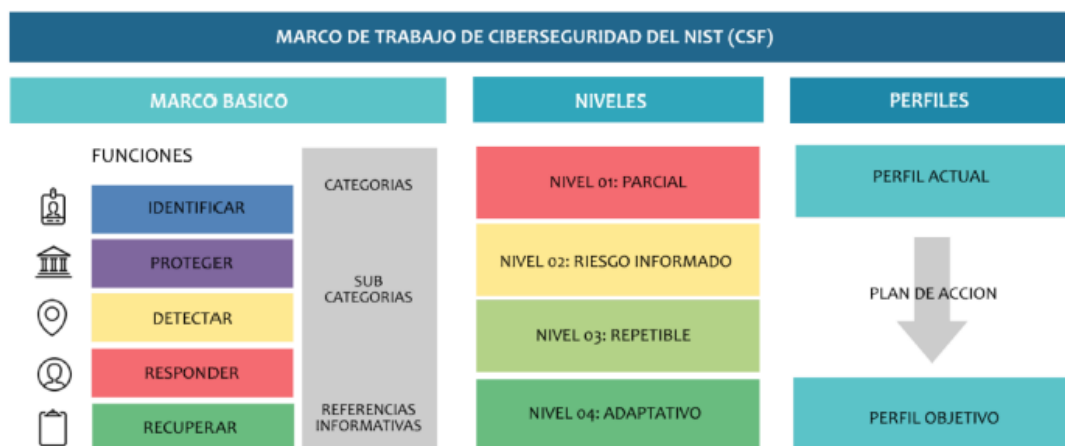 MARCO DE TRABAJO DE CIBERSEGURIDAD DEL NIST (CSF)
MARCO BASICO
FUNCIONES
IDENTIFICAR
PROTEGER
DETECTAR
RESPONDER
RECUPERAR
CATEGORIAS
SUB
CATEGORIAS
REFERENCIAS
INFORMATIVAS
NIVELES
NIVEL 01: PARCIAL
NIVEL 02: RIESGO INFORMADO
NIVEL 03: REPETIBLE
NIVEL 04: ADAPTATIVO
PERFILES
PERFIL ACTUAL
PLAN DE ACCION
PERFIL OBJETIVO